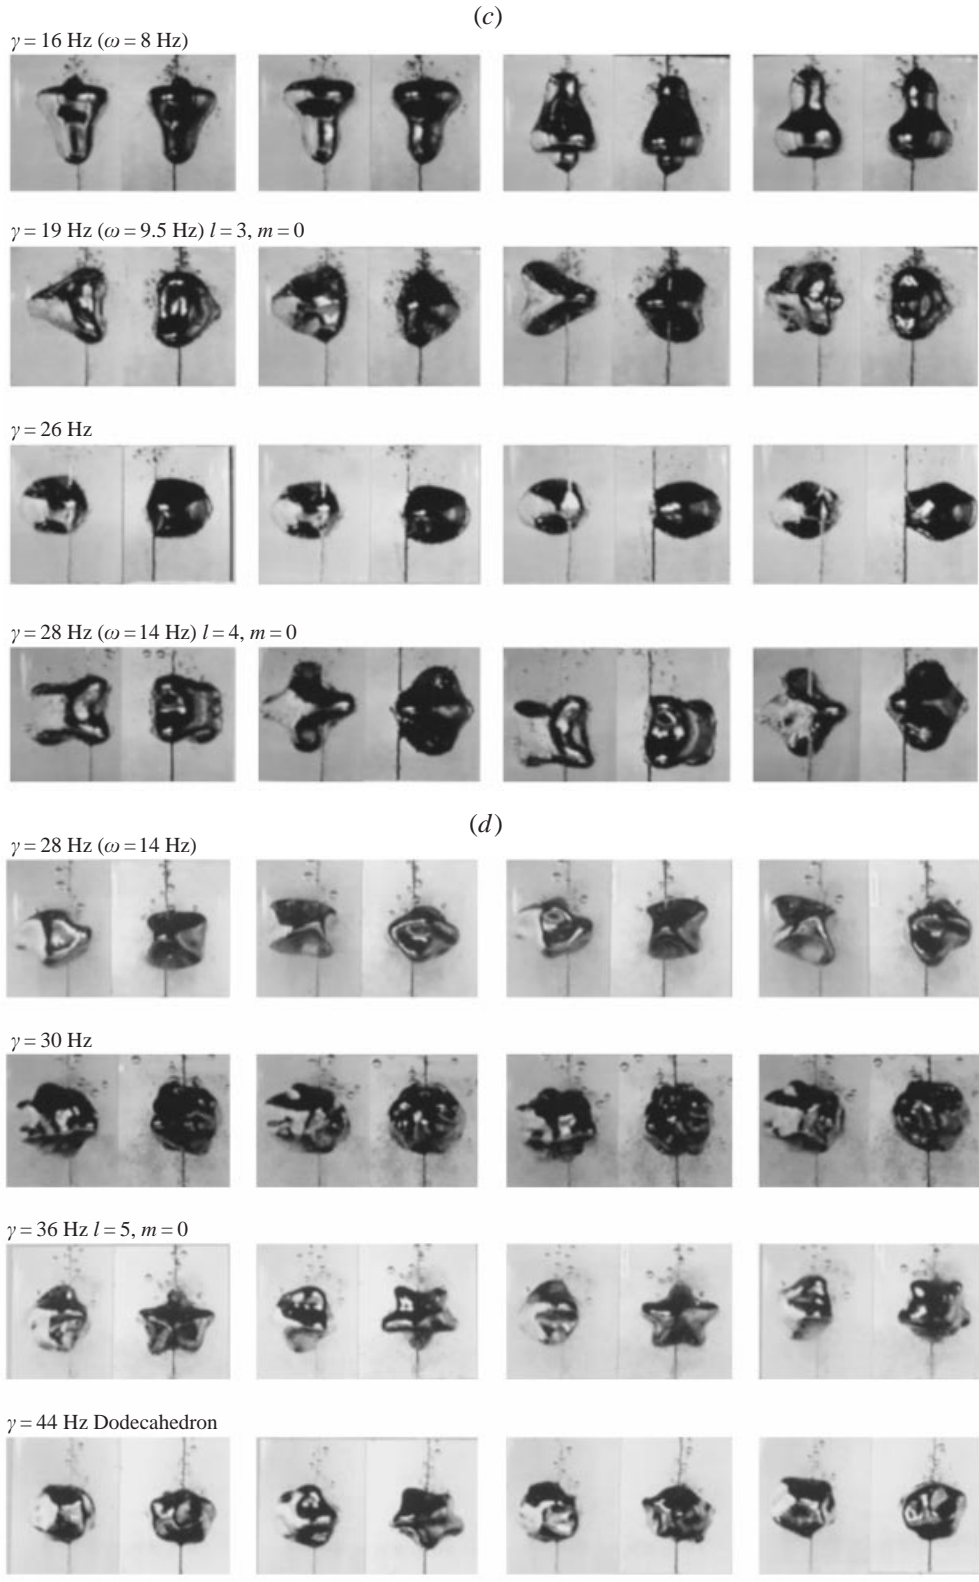 (c)
γ = 16 Hz (ω = 8 Hz)
γ = 19 Hz (ω = 9.5 Hz) l = 3, m = 0
γ = 26 Hz
γ = 28 Hz (ω = 14 Hz) l = 4, m = 0
(d)
γ = 28 Hz (ω = 14 Hz)
γ = 30 Hz
γ = 36 Hz l = 5, m = 0
γ = 44 Hz Dodecahedron